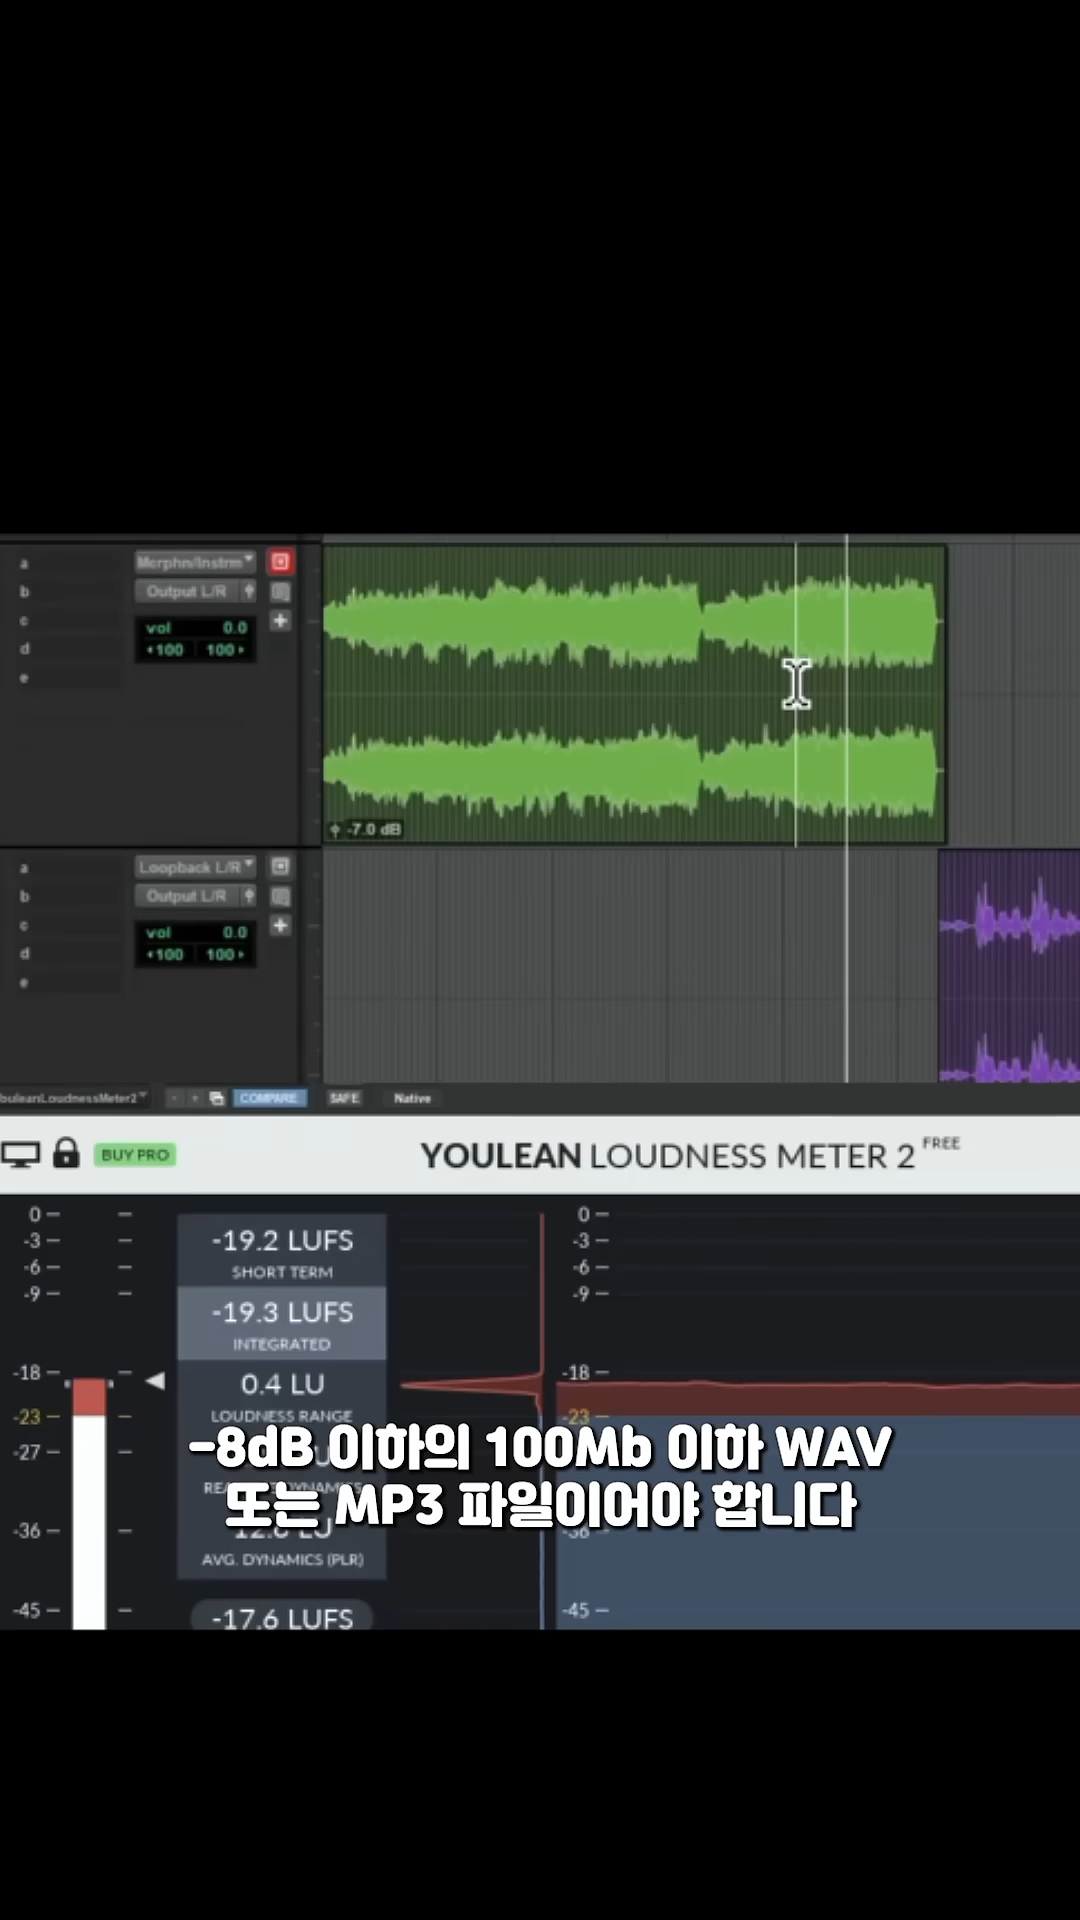 a
Output L/R
b
vol 0.0
c
100 100
d
e
-7.0 dB
a
Loopback L/R
b
Output L/R
c
vol 0.0
d
100 100
e
COMPARE
SAFE
Native
BUY PRO
YOULEAN LOUDNESS METER 2 FREE
0
-3
-6
-9
-18
-23
-27
-36
-45
-19.2 LUFS
SHORT TERM
-19.3 LUFS
INTEGRATED
0.4 LU
LOUDNESS RANGE
AVG. DYNAMICS (PLR)
-17.6 LUFS
0
-3
-6
-9
-18
-23
-36
-45
-8dB 이하의 100Mb 이하 WAV
또는 MP3 파일이어야 합니다